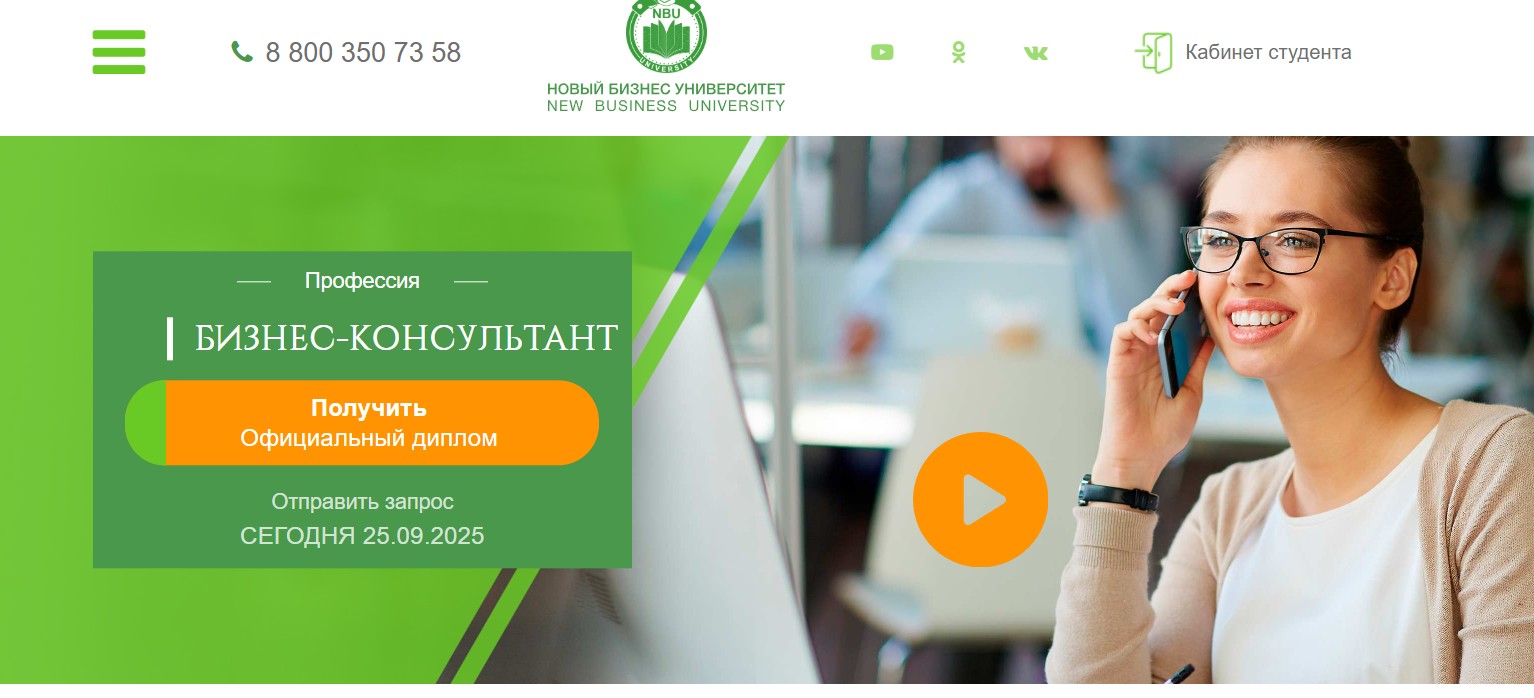 8 800 350 73 58
NBU
UNIVERSITY
НОВЫЙ БИЗНЕС УНИВЕРСИТЕТ
NEW BUSINESS UNIVERSITY
Кабинет студента
Профессия
БИЗНЕС-КОНСУЛЬТАНТ
Получить
Официальный диплом
Отправить запрос
СЕГОДНЯ 25.09.2025